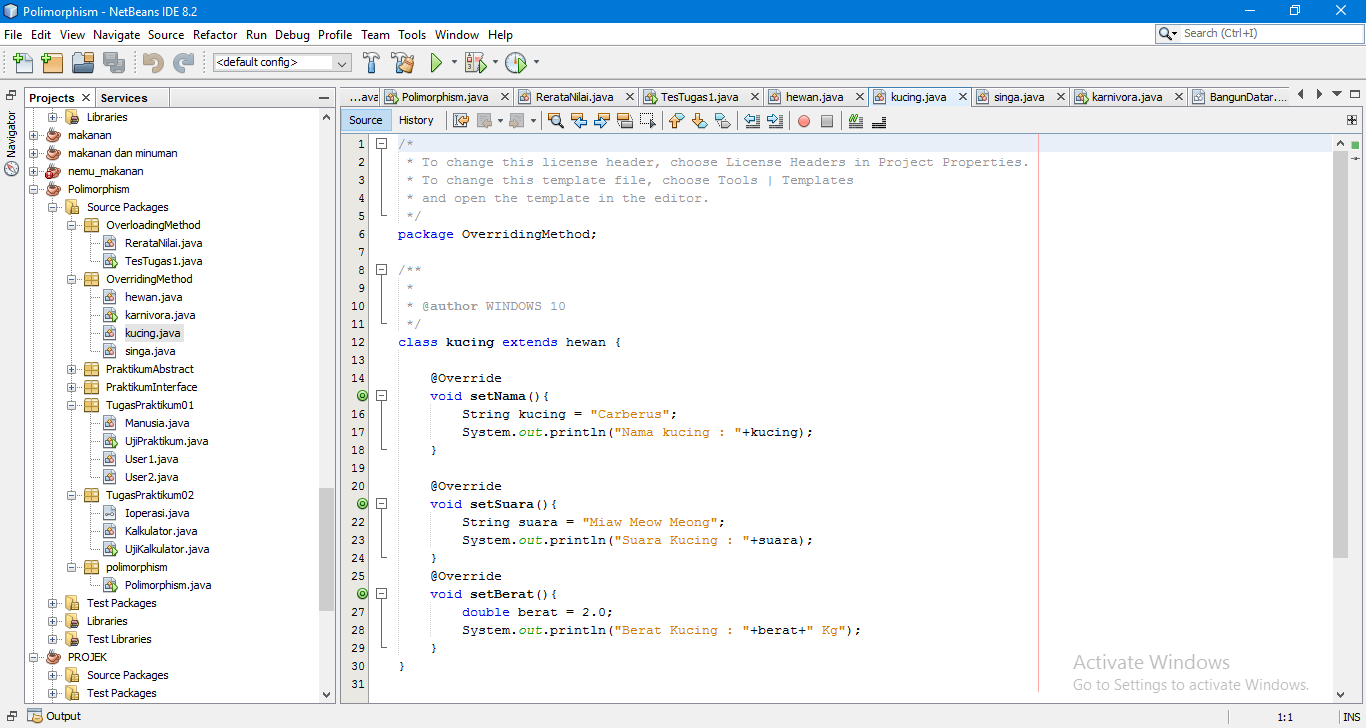 Polimorphism - NetBeans IDE 8.2
File Edit View Navigate Source Refactor Run Debug Profile Team Tools Window Help
Search (Ctrl+I)
<default config>
Projects
Services
Navigator
Libraries
makanan
makanan dan minuman
nemu_makanan
Polimorphism
Source Packages
OverloadingMethod
RerataNilai.java
TesTugas1.java
OverridingMethod
hewan.java
karnivora.java
kucing.java
singa.java
PraktikumAbstract
PraktikumInterface
TugasPraktikum01
Manusia.java
UjiPraktikum.java
User1.java
User2.java
TugasPraktikum02
Ioperasi.java
Kalkulator.java
UjiKalkulator.java
polimorphism
Polimorphism.java
Test Packages
Libraries
Test Libraries
PROJEK
Source Packages
Test Packages
...ava Polimorphism.java RerataNilai.java TesTugas1.java hewan.java kucing.java singa.java karnivora.java BangunDatar....
Source History
1 /*
2 * To change this license header, choose License Headers in Project Properties.
3 * To change this template file, choose Tools | Templates
4 * and open the template in the editor.
5 */
6 package OverridingMethod;
7
8 /**
9 *
10 * @author WINDOWS 10
11 */
12 class kucing extends hewan {
13
14 @Override
void setNama(){
16 String kucing = "Carberus";
17 System.out.println("Nama kucing : "+kucing);
18 }
19
20 @Override
void setSuara(){
22 String suara = "Miaw Meow Meong";
23 System.out.println("Suara Kucing : "+suara);
24 }
25 @Override
void setBerat(){
27 double berat = 2.0;
28 System.out.println("Berat Kucing : "+berat+" Kg");
29 }
30 }
31
Activate Windows
Go to Settings to activate Windows.
Output
1:1 INS